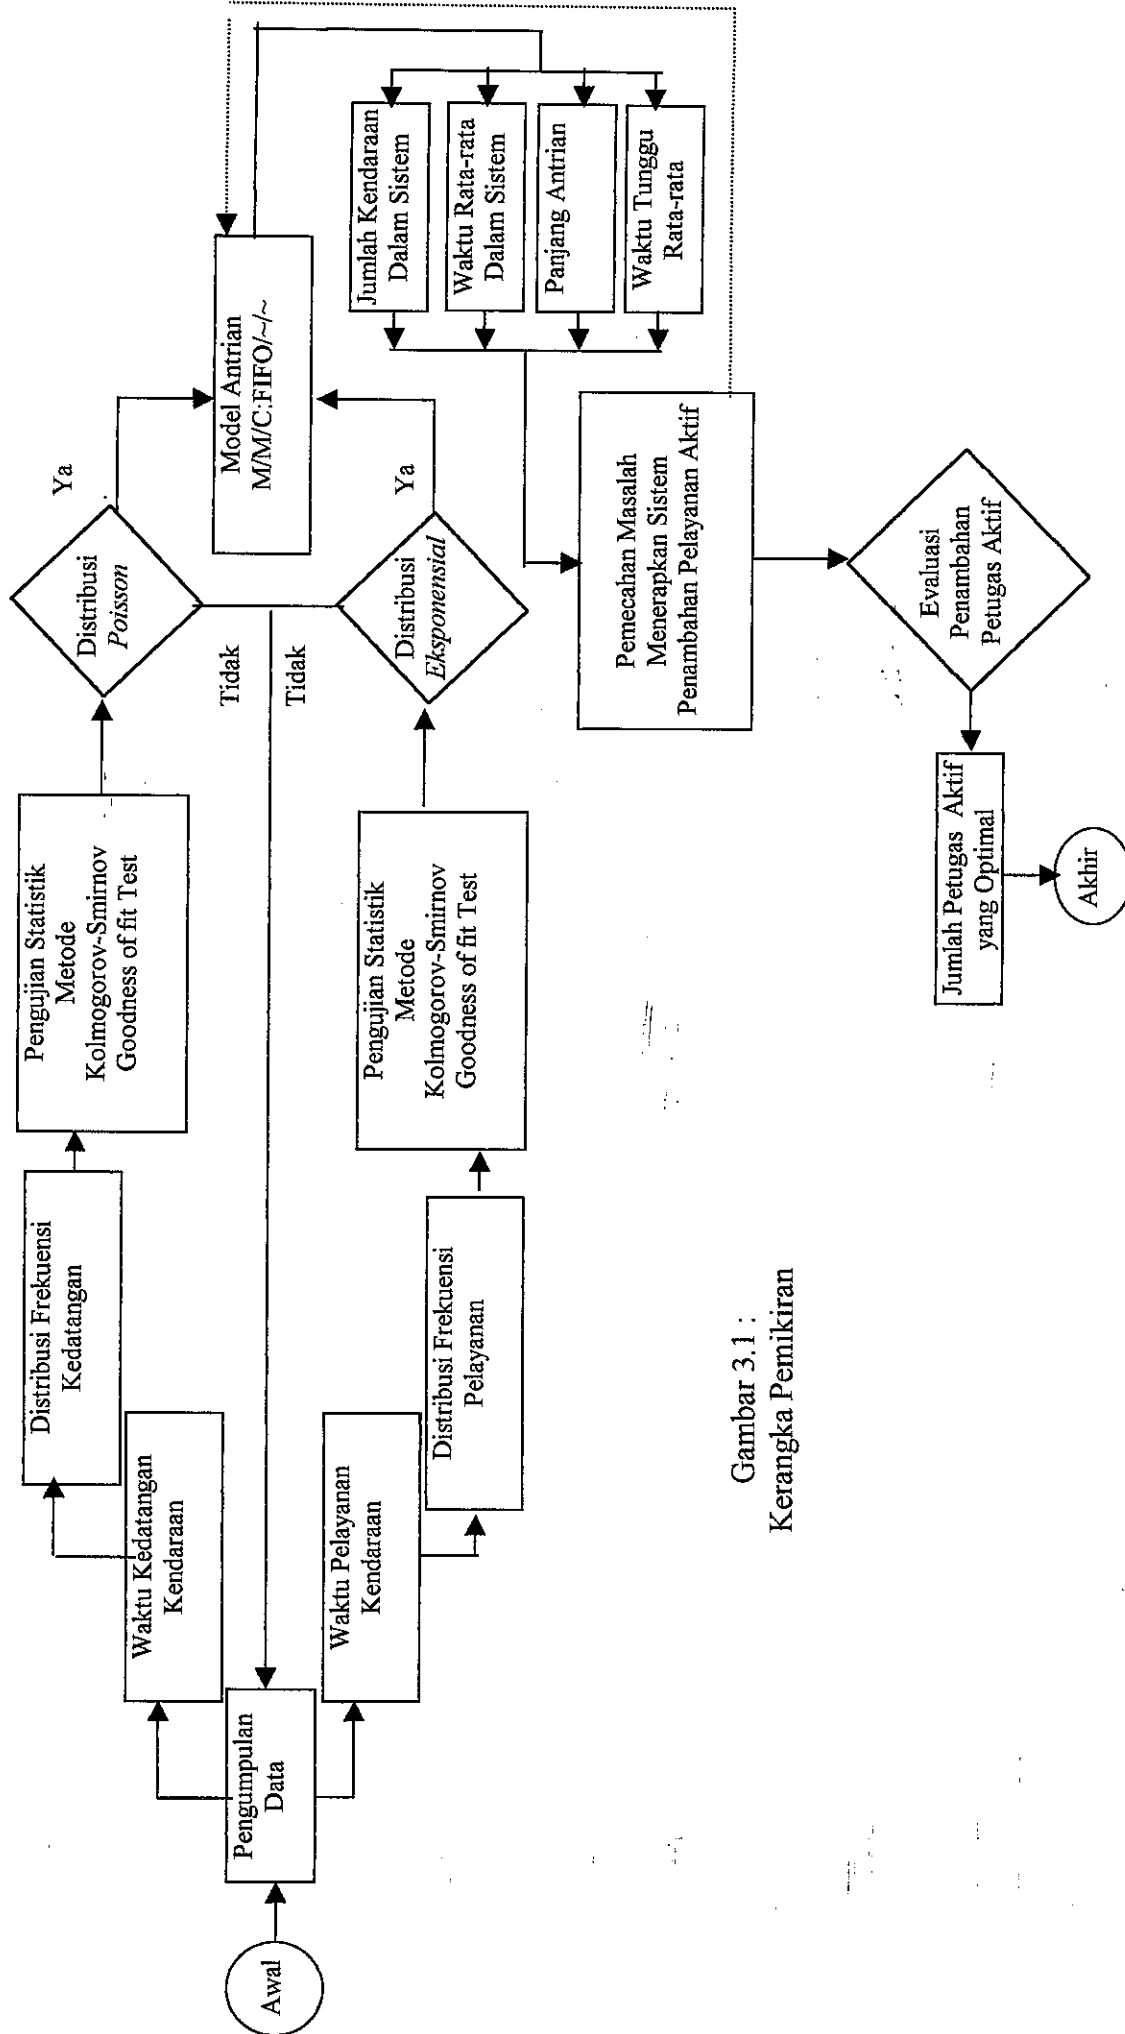 Awal
Pengumpulan
Data
Waktu Kedatangan
Kendaraan
Distribusi Frekuensi
Kedatangan
Pengujian Statistik
Metode
Kolmogorov-Smirnov
Goodness of fit Test
Distribusi
Poisson
Ya
Tidak
Tidak
Waktu Pelayanan
Kendaraan
Distribusi Frekuensi
Pelayanan
Pengujian Statistik
Metode
Kolmogorov-Smirnov
Goodness of fit Test
Distribusi
Eksponensial
Ya
Model Antrian
M/M/C:FIFO/~/~
Jumlah Kendaraan
Dalam Sistem
Waktu Rata-rata
Dalam Sistem
Panjang Antrian
Waktu Tunggu
Rata-rata
Pemecahan Masalah
Menerapkan Sistem
Penambahan Pelayanan Aktif
Evaluasi
Penambahan
Petugas Aktif
Jumlah Petugas Aktif
yang Optimal
Akhir
Gambar 3.1 :
Kerangka Pemikiran